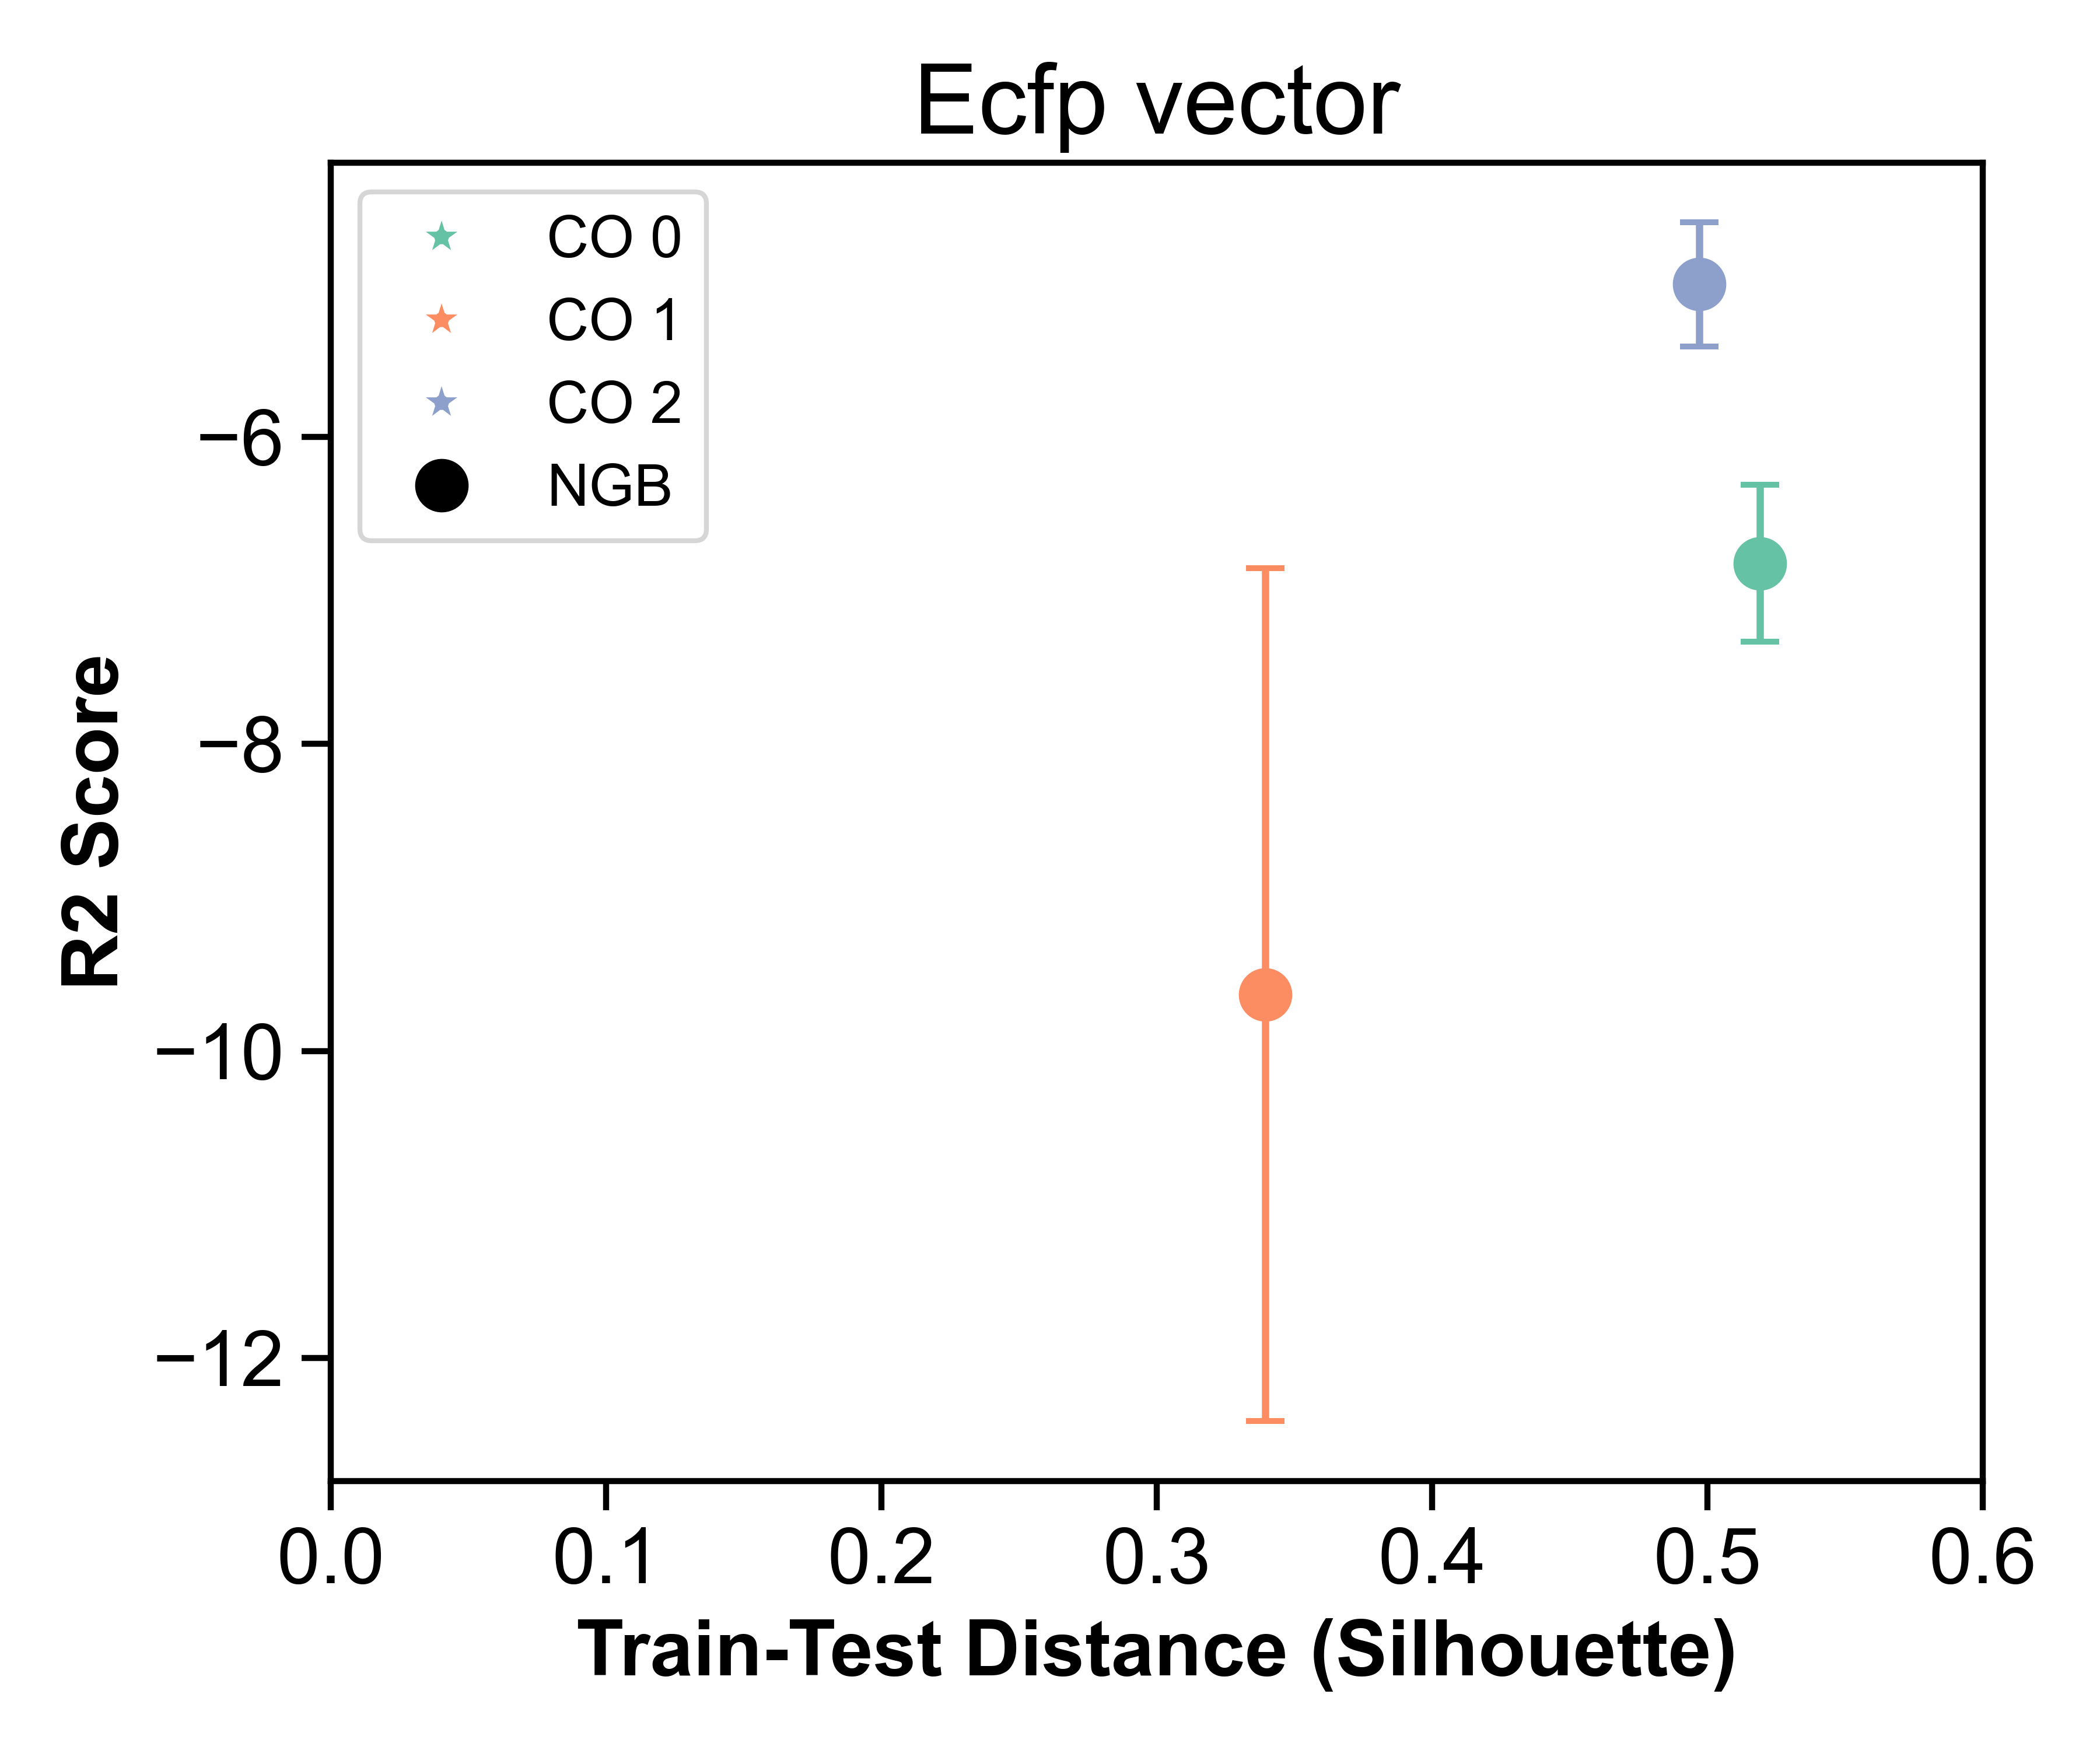 Ecfp vector
CO 0
CO 1
CO 2
NGB
R2 Score
−6
−8
−10
−12
0.0 0.1 0.2 0.3 0.4 0.5 0.6
Train-Test Distance (Silhouette)